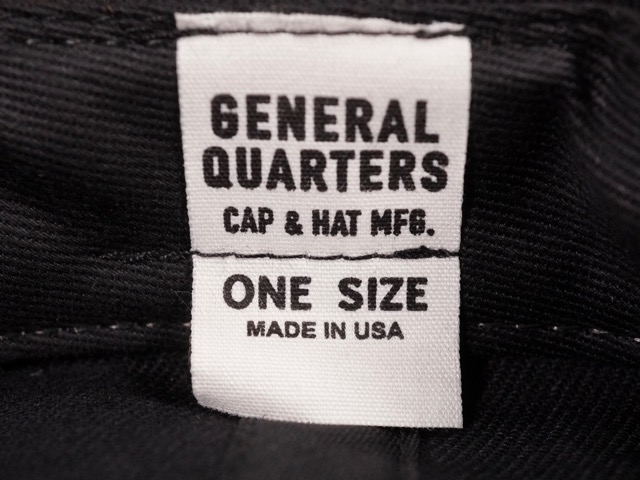 GENERAL
QUARTERS
CAP & HAT MFG.
ONE SIZE
MADE IN USA